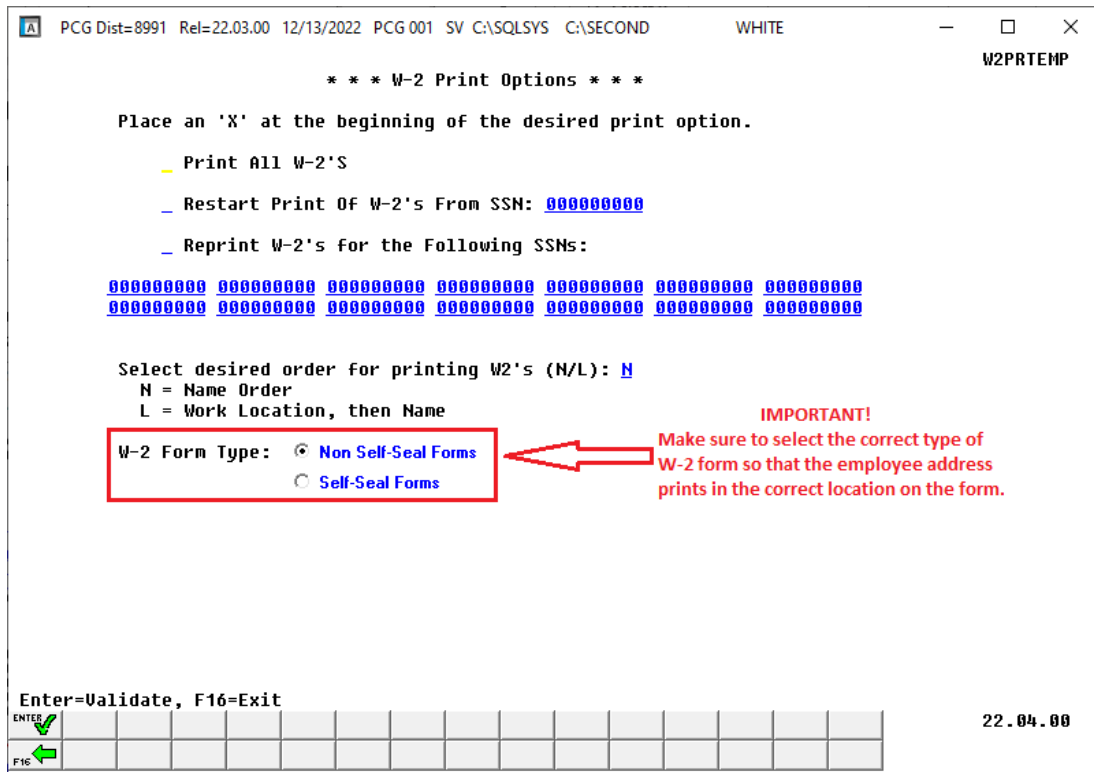 A PCG Dist=8991 Rel=22.03.00 12/13/2022 PCG 001 SV C:\SQLSYS C:\SECOND WHITE
W2PRTEMP
* * * W-2 Print Options * * *
Place an 'X' at the beginning of the desired print option.
_ Print All W-2'S
_ Restart Print Of W-2's From SSN: 000000000
_ Reprint W-2's for the Following SSNs:
000000000 000000000 000000000 000000000 000000000 000000000 000000000
000000000 000000000 000000000 000000000 000000000 000000000 000000000
Select desired order for printing W2's (N/L): N
N = Name Order
L = Work Location, then Name
W-2 Form Type: Non Self-Seal Forms
Self-Seal Forms
IMPORTANT!
Make sure to select the correct type of
W-2 form so that the employee address
prints in the correct location on the form.
Enter=Validate, F16=Exit
ENTER
22.04.00
F16